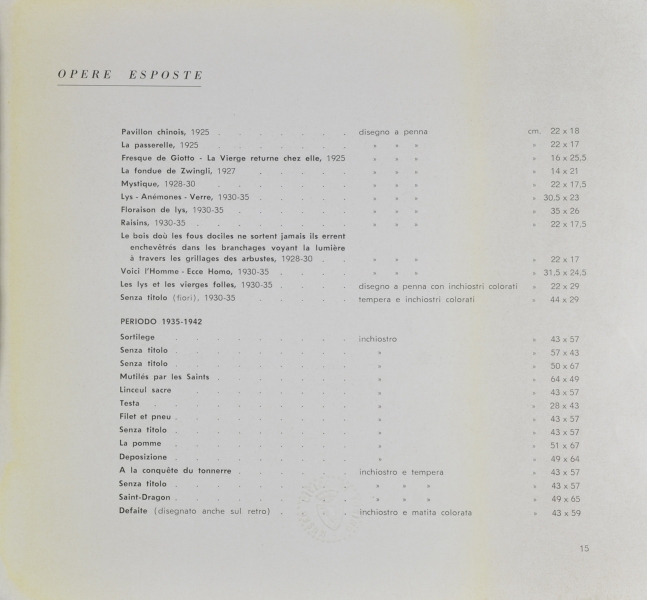 OPERE ESPOSTE
Pavillon chinois, 1925 . . . . . . . disegno a penna cm. 22 x 18
La passerelle, 1925 . . . . . . . » » » » 22 x 17
Fresque de Giotto - La Vierge returne chez elle, 1925 » » » » 16 x 25.5
La fondue de Zwingli, 1927 . . . . . . » » » » 14 x 21
Mystique, 1928-30 . . . . . . . » » » » 22 x 17,5
Lys - Anémones - Verre, 1930-35 . . . . . » » » » 30,5 x 23
Floraison de lys, 1930-35 . . . . . . » » » » 35 x 26
Raisins, 1930-35 . . . . . . . . » » » » 22 x 17,5
Le bois doù les fous dociles ne sortent jamais ils errent
enchevêtrés dans les branchages voyant la lumière
à travers les grillages des arbustes, 1928-30 . . » » » » 22 x 17
Voici l'Homme - Ecce Homo, 1930-35 . . . . » » » » 31,5 x 24.5
Les lys et les vierges folles, 1930-35 . . . . disegno a penna con inchiostri colorati » 22 x 29
Senza titolo (fiori), 1930-35 . . . . . tempera e inchiostri colorati » 44 x 29
PERIODO 1935-1942
Sortilege . . . . . . . . . inchiostro » 43 x 57
Senza titolo . . . . . . . . . » » 57 x 43
Senza titolo . . . . . . . . . » » 50 x 67
Mutilés par les Saints . . . . . . . » » 64 x 49
Linceul sacre . . . . . . . . » » 43 x 57
Testa . . . . . . . . . . » » 28 x 43
Filet et pneu . . . . . . . . . » » 43 x 57
Senza titolo . . . . . . . . . » » 43 x 57
La pomme . . . . . . . . . » » 51 x 67
Deposizione . . . . . . . . . » » 49 x 64
A la conquête du tonnerre . . . . . . inchiostro e tempera » 43 x 57
Senza titolo . . . . . . . . . » » » » 43 x 57
Saint-Dragon . . . . . . . . . » » » » 49 x 65
Defaite (disegnato anche sul retro) . . . . inchiostro e matita colorata » 43 x 59
15